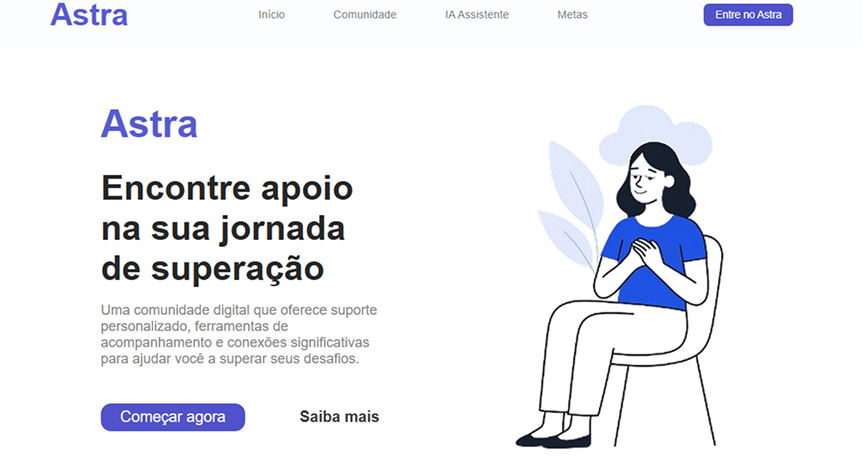 Astra
Início
Comunidade
IA Assistente
Metas
Entre no Astra
Astra
Encontre apoio
na sua jornada
de superação
Uma comunidade digital que oferece suporte
personalizado, ferramentas de
acompanhamento e conexões significativas
para ajudar você a superar seus desafios.
Começar agora
Saiba mais